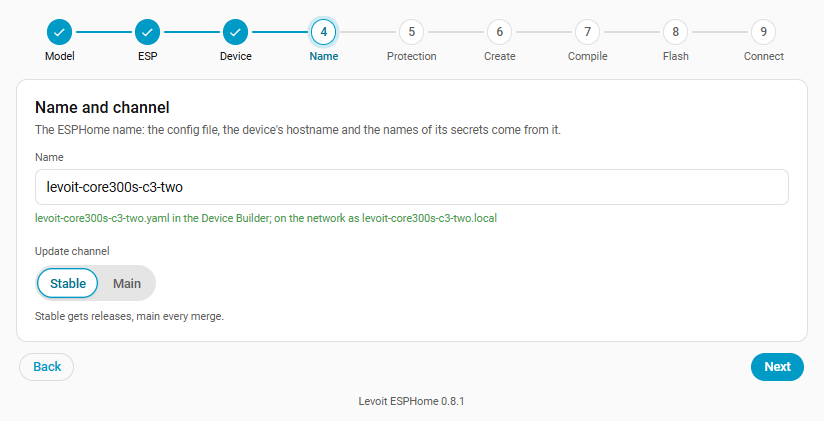 4 5 6 7 8 9
Model ESP Device Name Protection Create Compile Flash Connect
Name and channel
The ESPHome name: the config file, the device's hostname and the names of its secrets come from it.
Name
levoit-core300s-c3-two
levoit-core300s-c3-two.yaml in the Device Builder; on the network as levoit-core300s-c3-two.local
Update channel
Stable Main
Stable gets releases, main every merge.
Back Next
Levoit ESPHome 0.8.1